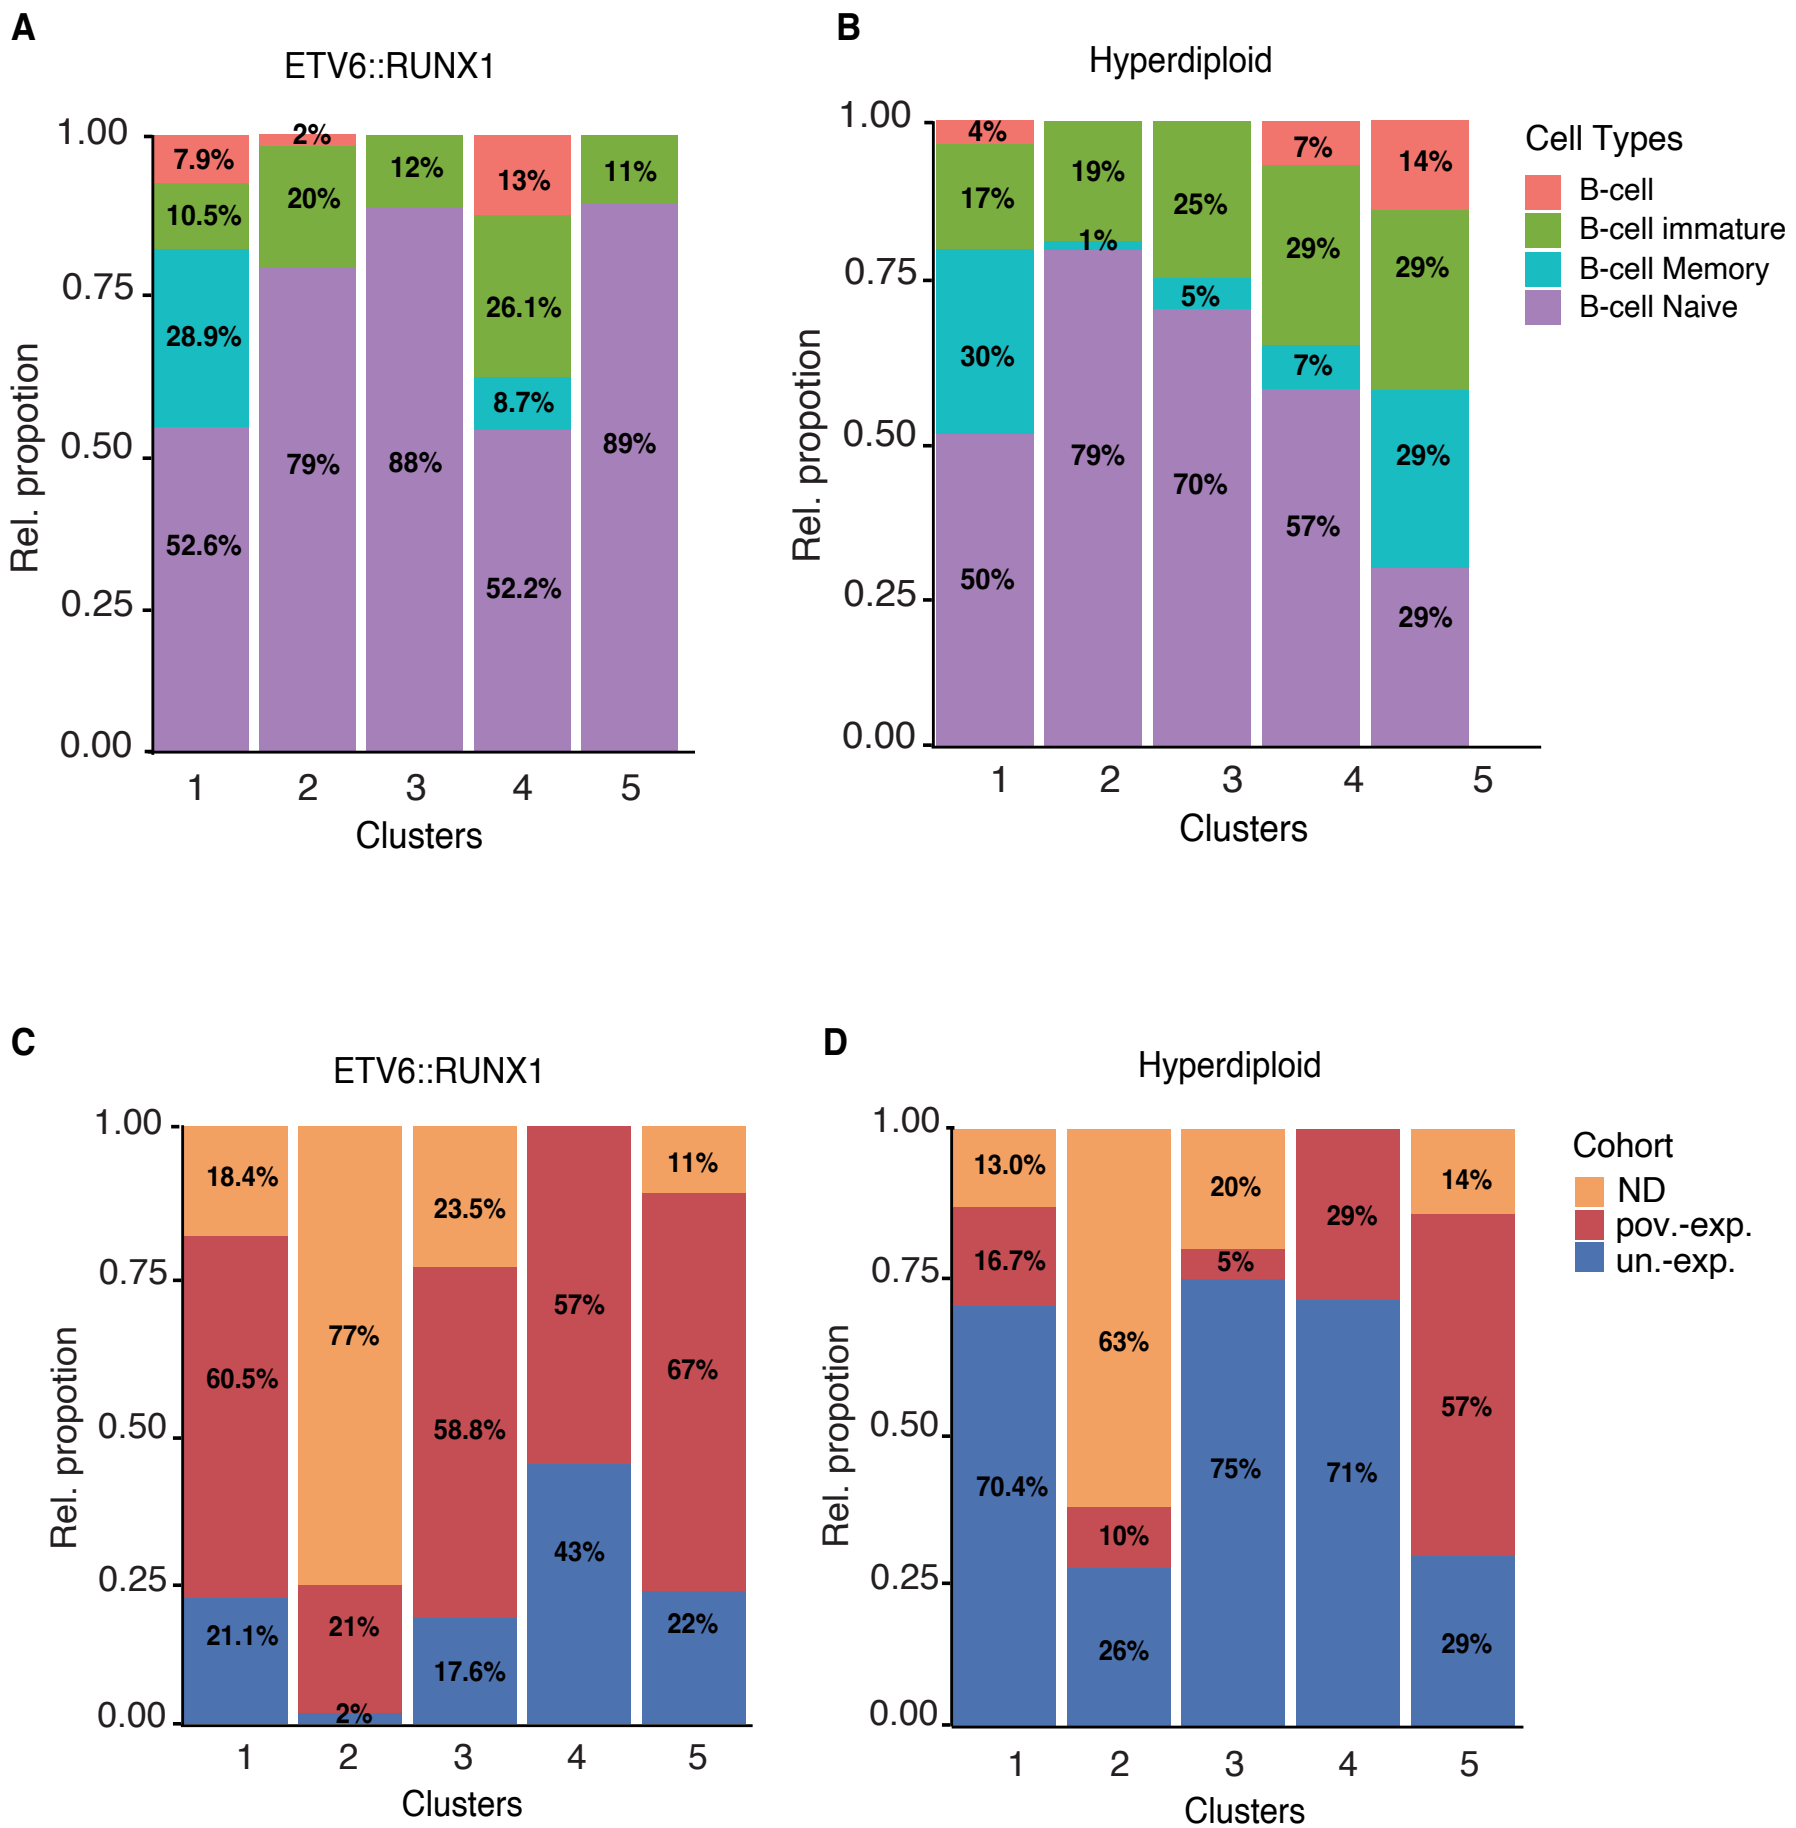 A
ETV6::RUNX1
1.00
0.75
0.50
0.25
0.00
Rel. propotion
7.9%
10.5%
28.9%
52.6%
2%
20%
79%
12%
88%
13%
26.1%
8.7%
52.2%
11%
89%
1 2 3 4 5
Clusters
B
Hyperdiploid
1.00
0.75
0.50
0.25
0.00
Rel. propotion
4%
17%
30%
50%
19%
1%
79%
25%
5%
70%
7%
29%
7%
57%
14%
29%
29%
29%
1 2 3 4 5
Clusters
Cell Types
B-cell
B-cell immature
B-cell Memory
B-cell Naive
C
ETV6::RUNX1
1.00
0.75
0.50
0.25
0.00
Rel. propotion
18.4%
60.5%
21.1%
77%
21%
2%
23.5%
58.8%
17.6%
57%
43%
11%
67%
22%
1 2 3 4 5
Clusters
D
Hyperdiploid
1.00
0.75
0.50
0.25
0.00
Rel. propotion
13.0%
16.7%
70.4%
63%
10%
26%
20%
5%
75%
29%
71%
14%
57%
29%
1 2 3 4 5
Clusters
Cohort
ND
pov.-exp.
un.-exp.